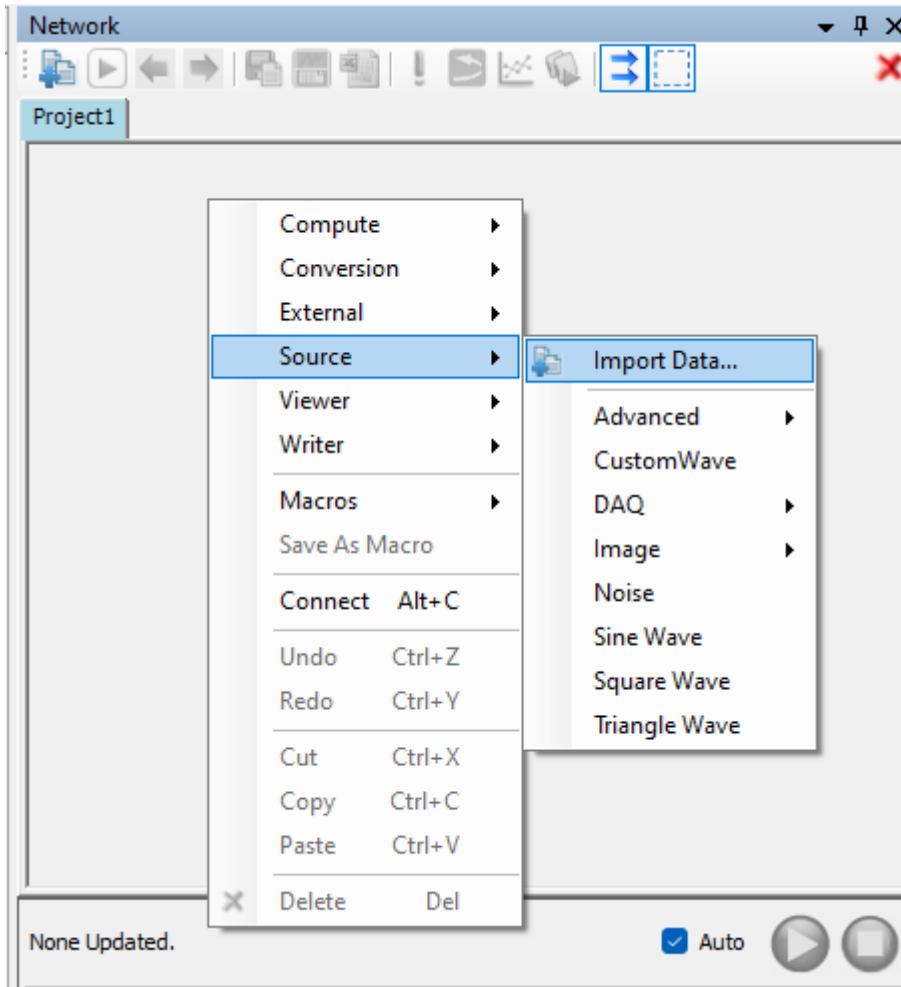 Network
Project1
Compute
Conversion
External
Source
Viewer
Writer
Macros
Save As Macro
Connect Alt+C
Undo Ctrl+Z
Redo Ctrl+Y
Cut Ctrl+X
Copy Ctrl+C
Paste Ctrl+V
Delete Del
Import Data...
Advanced
CustomWave
DAQ
Image
Noise
Sine Wave
Square Wave
Triangle Wave
None Updated.
Auto